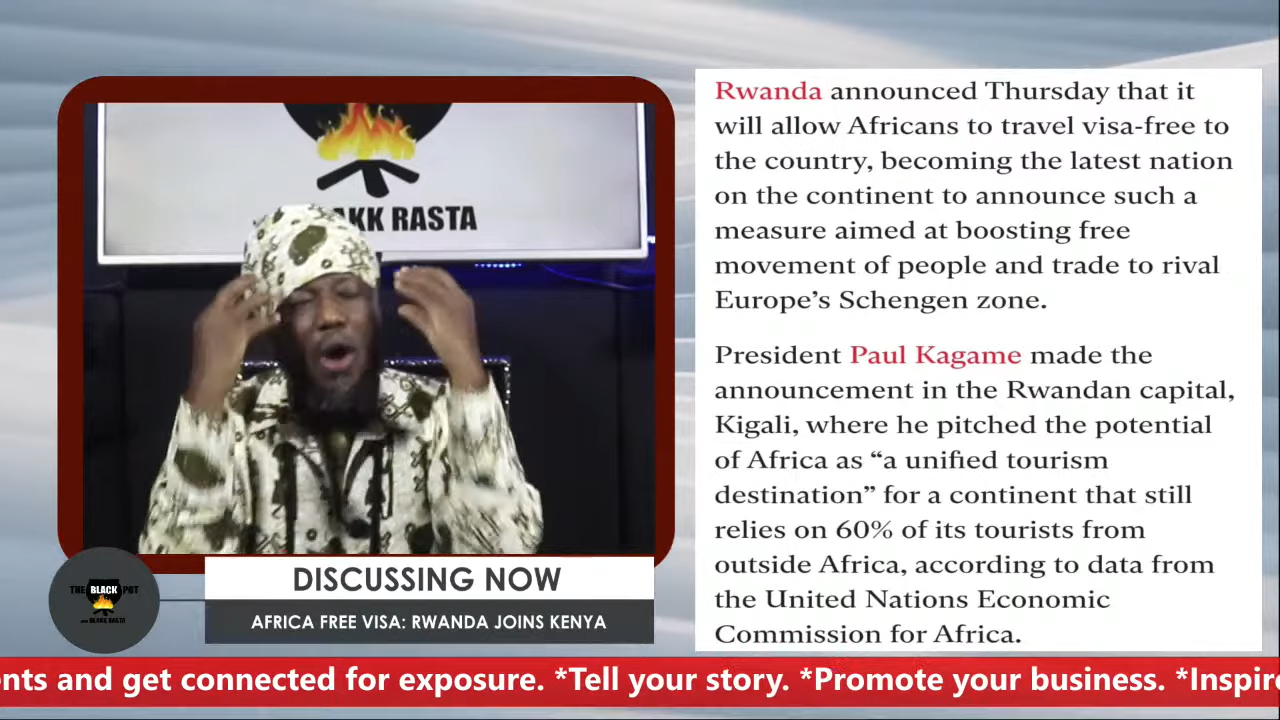 AKK RASTA
Rwanda announced Thursday that it
will allow Africans to travel visa-free to
the country, becoming the latest nation
on the continent to announce such a
measure aimed at boosting free
movement of people and trade to rival
Europe’s Schengen zone.
President Paul Kagame made the
announcement in the Rwandan capital,
Kigali, where he pitched the potential
of Africa as “a unified tourism
destination” for a continent that still
relies on 60% of its tourists from
outside Africa, according to data from
the United Nations Economic
Commission for Africa.
THE BLACK POT
BLAKK RASTA
DISCUSSING NOW
AFRICA FREE VISA: RWANDA JOINS KENYA
nts and get connected for exposure. *Tell your story. *Promote your business. *Inspir